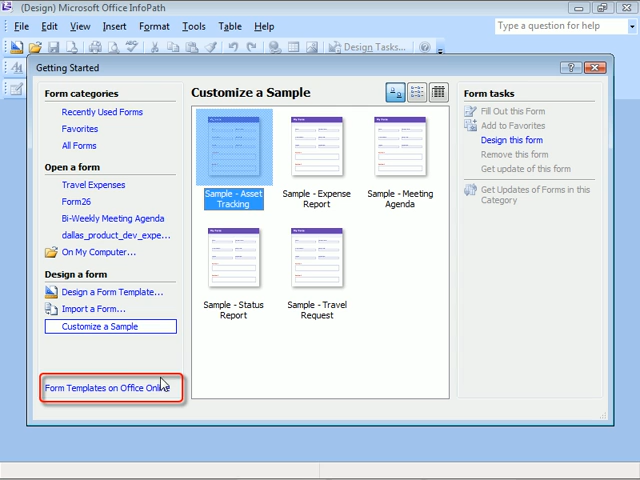 (Design) Microsoft Office InfoPath
File Edit View Insert Format Tools Table Help
Type a question for help
Design Tasks...
Getting Started
Form categories
Recently Used Forms
Favorites
All Forms
Open a form
Travel Expenses
Form26
Bi-Weekly Meeting Agenda
dallas_product_dev_expe...
On My Computer...
Design a form
Design a Form Template...
Import a Form...
Customize a Sample
Form Templates on Office Online
Customize a Sample
Sample - Asset
Tracking
Sample - Expense
Report
Sample - Meeting
Agenda
Sample - Status
Report
Sample - Travel
Request
Form tasks
Fill Out this Form
Add to Favorites
Design this form
Remove this form
Get update of this form
Get Updates of Forms in this
Category